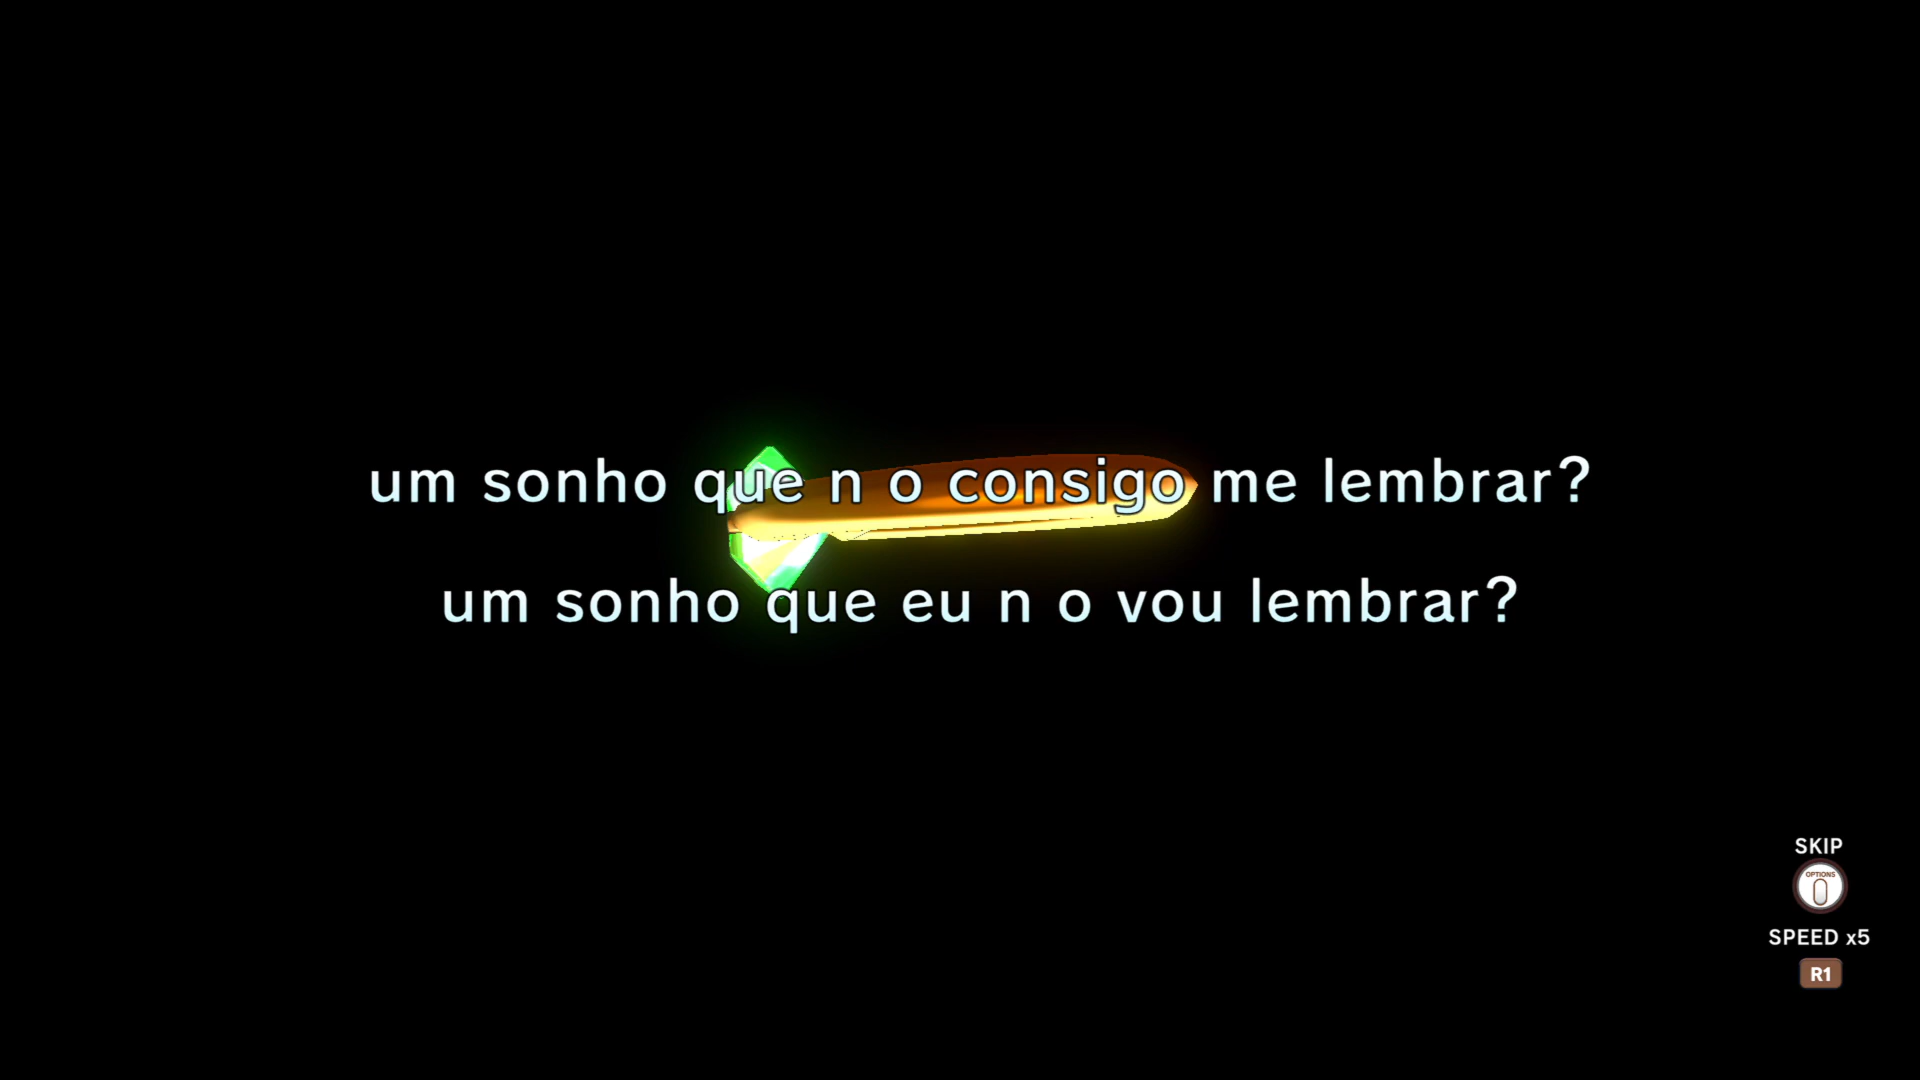 um sonho que n o consigo me lembrar?
um sonho que eu n o vou lembrar?
SKIP
OPTIONS
SPEED x5
R1